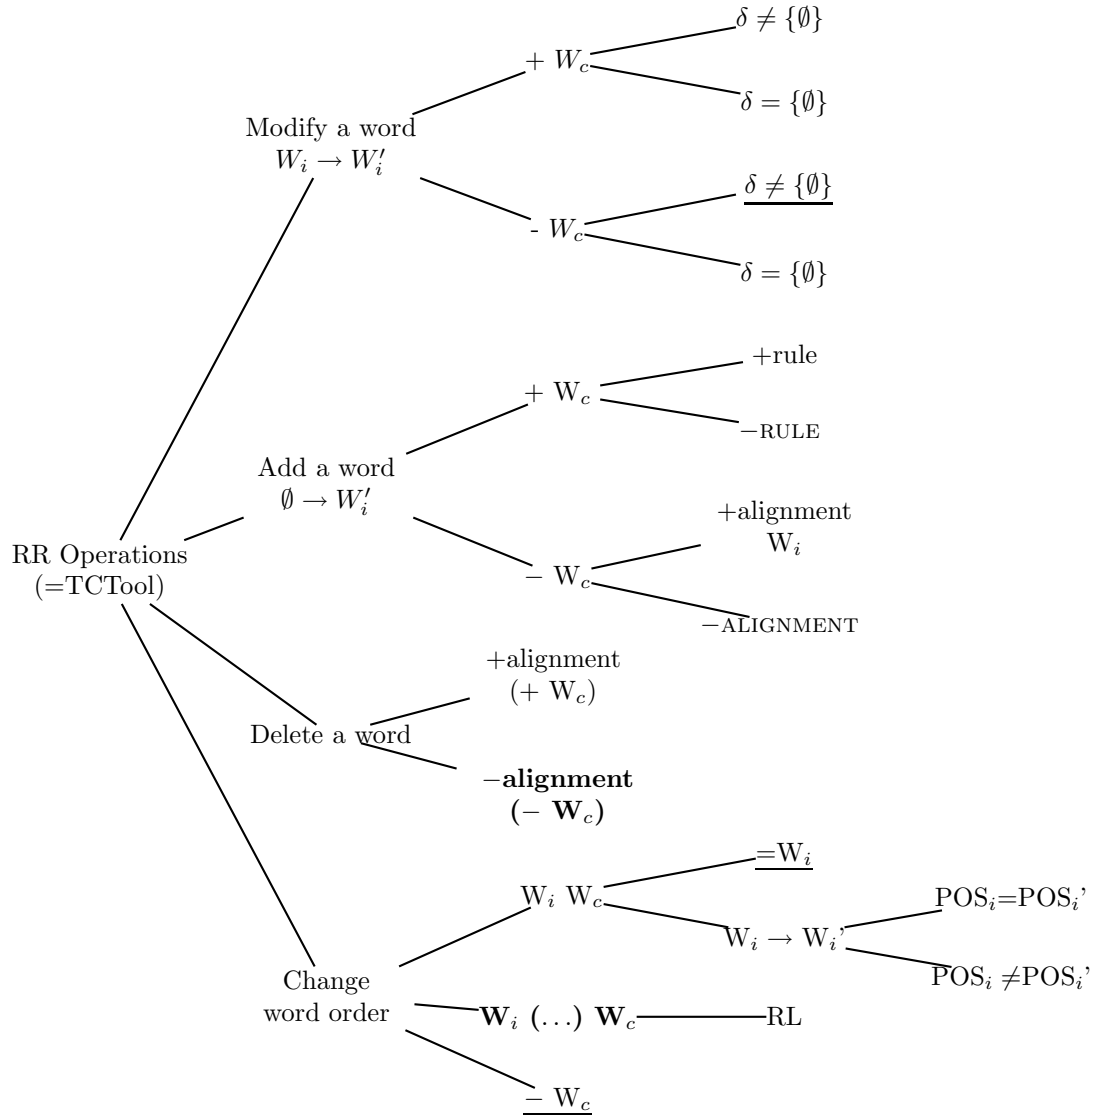 δ ≠ {∅}
+ W_c
δ = {∅}
Modify a word
W_i → W_i′
δ ≠ {∅}
- W_c
δ = {∅}
+rule
+ W_c
−RULE
Add a word
∅ → W_i′
+alignment
W_i
− W_c
−ALIGNMENT
RR Operations
(=TCTool)
+alignment
(+ W_c)
Delete a word
−alignment
(− W_c)
=W_i
W_i W_c
POS_i=POS_i'
W_i → W_i'
POS_i ≠POS_i'
Change
word order
W_i (...) W_c
RL
− W_c